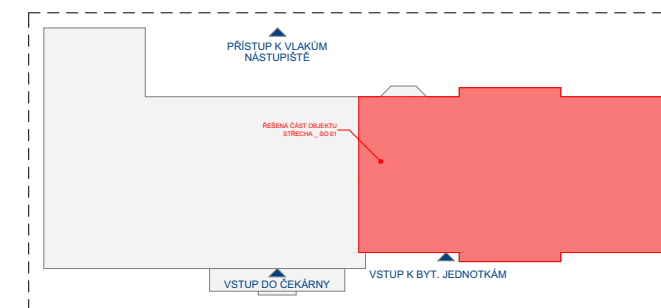 PŘÍSTUP K VLAKŮM
NÁSTUPIŠTĚ
ŘEŠENÁ ČÁST OBJEKTU
STŘECHA _ SO 01
VSTUP DO ČEKÁRNY
VSTUP K BYT. JEDNOTKÁM